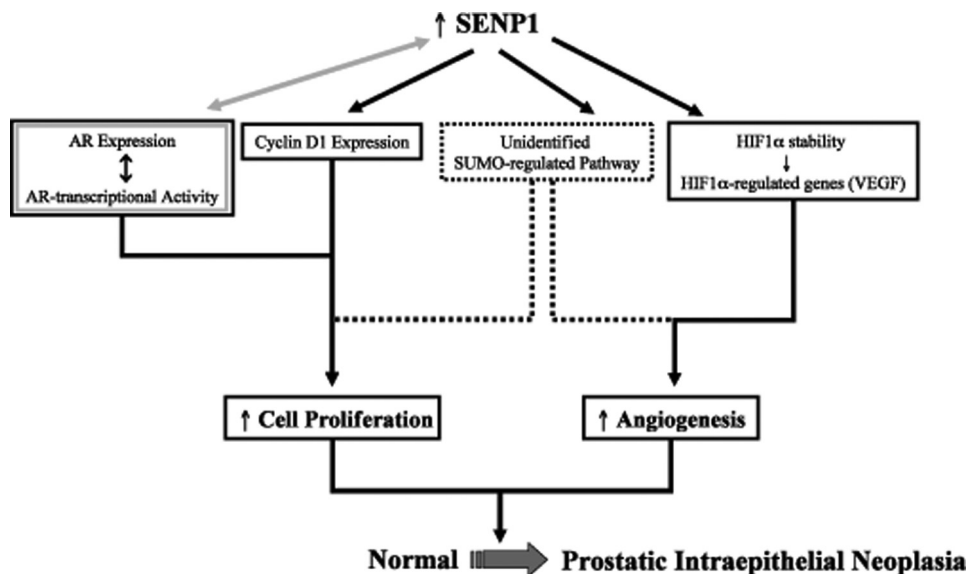 ↑ SENP1
AR Expression
AR-transcriptional Activity
Cyclin D1 Expression
Unidentified
SUMO-regulated Pathway
HIF1α stability
HIF1α-regulated genes (VEGF)
↑ Cell Proliferation
↑ Angiogenesis
Normal
Prostatic Intraepithelial Neoplasia